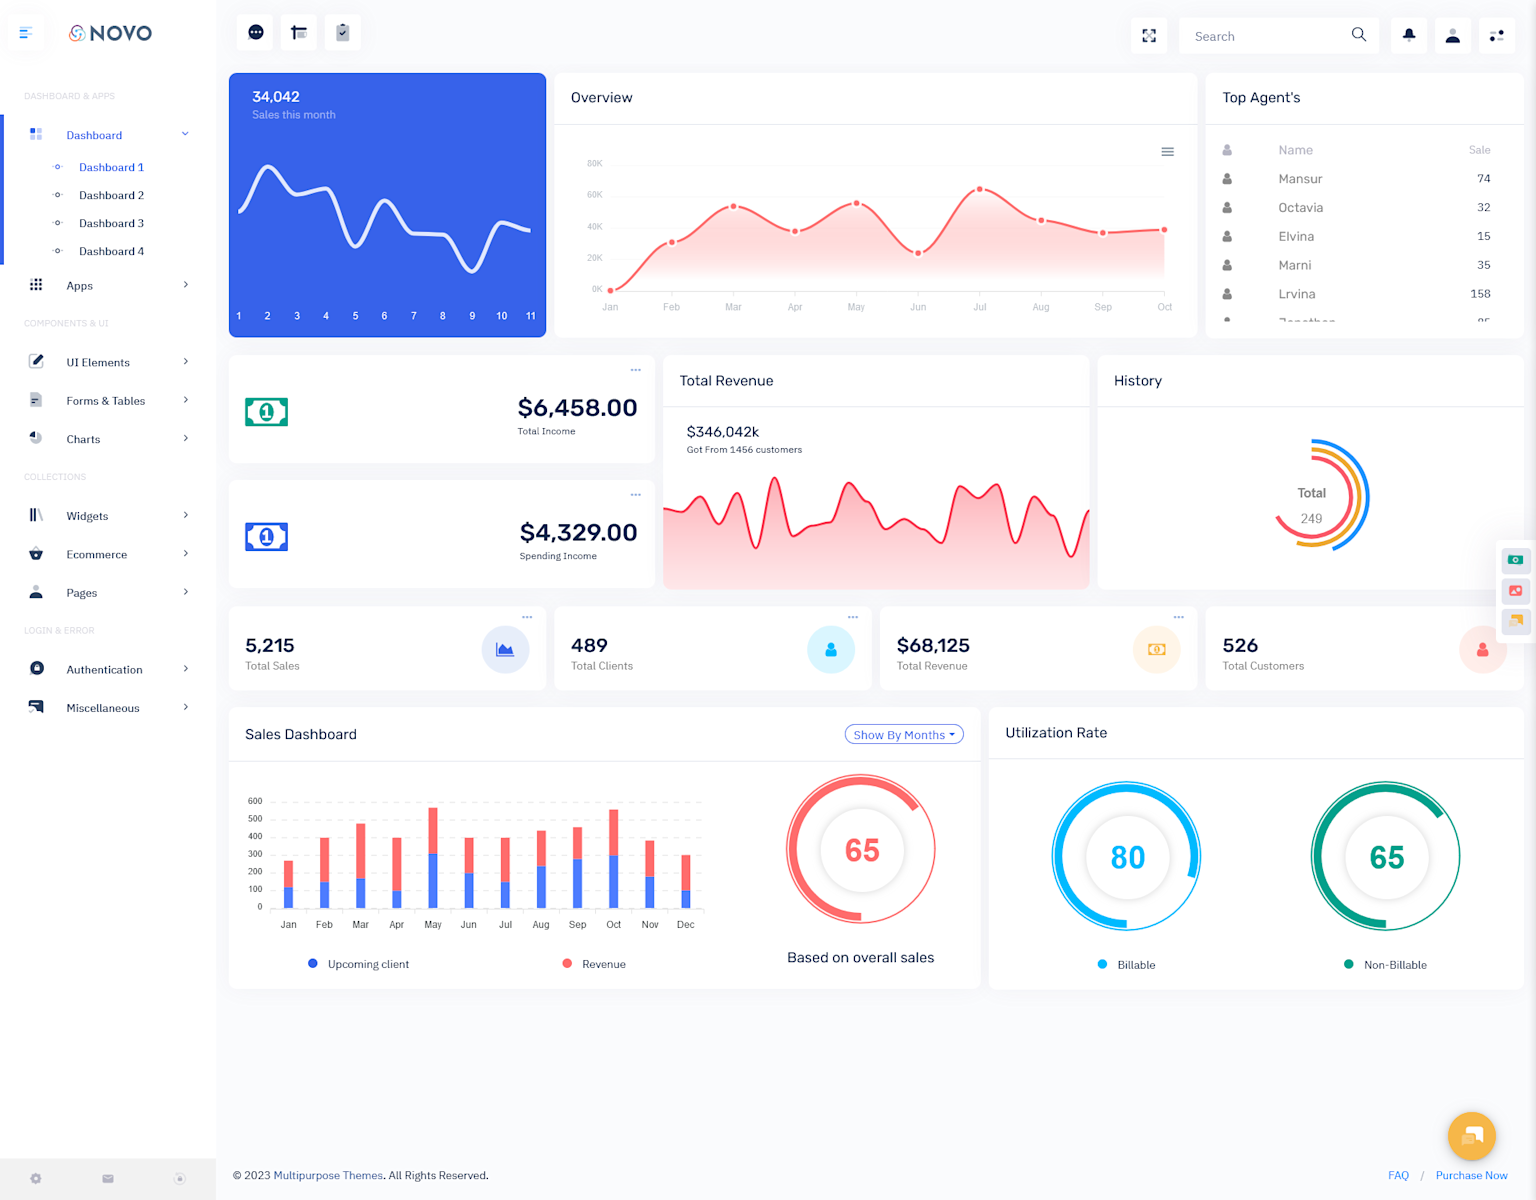 NOVO
Search
DASHBOARD & APPS
Dashboard
Dashboard 1
Dashboard 2
Dashboard 3
Dashboard 4
Apps
COMPONENTS & UI
UI Elements
Forms & Tables
Charts
COLLECTIONS
Widgets
Ecommerce
Pages
LOGIN & ERROR
Authentication
Miscellaneous
34,042
Sales this month
1 2 3 4 5 6 7 8 9 10 11
Overview
80K
60K
40K
20K
0K
Jan Feb Mar Apr May Jun Jul Aug Sep Oct
Top Agent's
Name Sale
Mansur 74
Octavia 32
Elvina 15
Marni 35
Lrvina 158
$6,458.00
Total Income
$4,329.00
Spending Income
Total Revenue
$346,042k
Got From 1456 customers
History
Total
249
5,215
Total Sales
489
Total Clients
$68,125
Total Revenue
526
Total Customers
Sales Dashboard
Show By Months
600
500
400
300
200
100
0
Jan Feb Mar Apr May Jun Jul Aug Sep Oct Nov Dec
Upcoming client Revenue
65
Based on overall sales
Utilization Rate
80
Billable
65
Non-Billable
© 2023 Multipurpose Themes. All Rights Reserved.
FAQ / Purchase Now